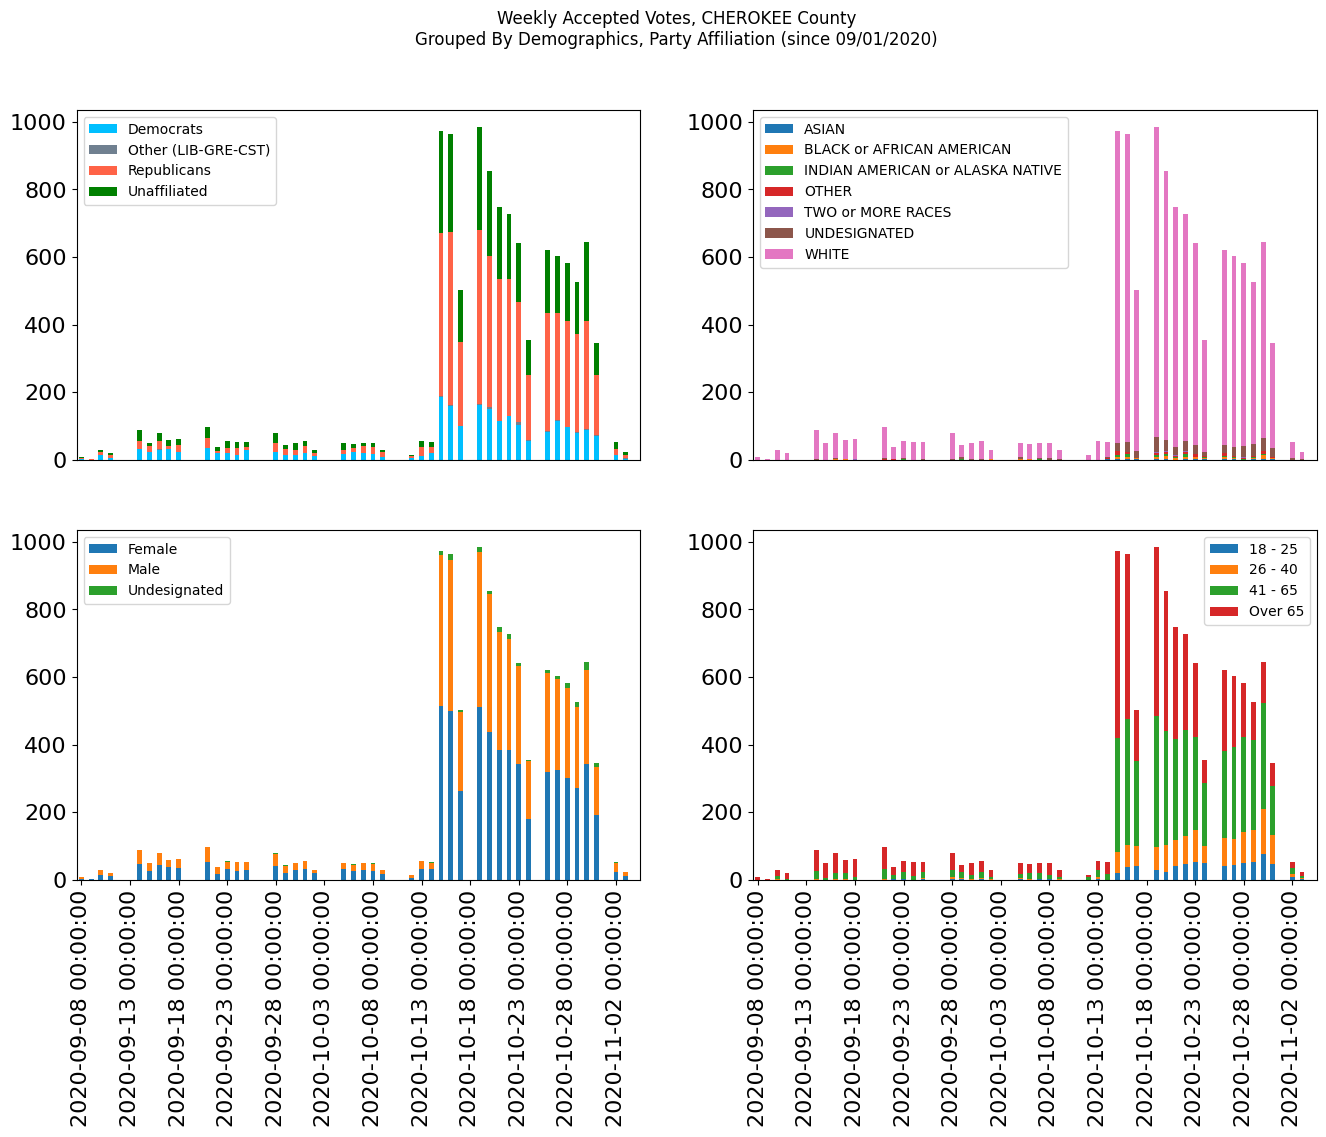 Weekly Accepted Votes, CHEROKEE County
Grouped By Demographics, Party Affiliation (since 09/01/2020)
1000
800
600
400
200
0
Democrats
Other (LIB-GRE-CST)
Republicans
Unaffiliated
1000
800
600
400
200
0
ASIAN
BLACK or AFRICAN AMERICAN
INDIAN AMERICAN or ALASKA NATIVE
OTHER
TWO or MORE RACES
UNDESIGNATED
WHITE
1000
800
600
400
200
0
Female
Male
Undesignated
2020-09-08 00:00:00
2020-09-13 00:00:00
2020-09-18 00:00:00
2020-09-23 00:00:00
2020-09-28 00:00:00
2020-10-03 00:00:00
2020-10-08 00:00:00
2020-10-13 00:00:00
2020-10-18 00:00:00
2020-10-23 00:00:00
2020-10-28 00:00:00
2020-11-02 00:00:00
1000
800
600
400
200
0
18 - 25
26 - 40
41 - 65
Over 65
2020-09-08 00:00:00
2020-09-13 00:00:00
2020-09-18 00:00:00
2020-09-23 00:00:00
2020-09-28 00:00:00
2020-10-03 00:00:00
2020-10-08 00:00:00
2020-10-13 00:00:00
2020-10-18 00:00:00
2020-10-23 00:00:00
2020-10-28 00:00:00
2020-11-02 00:00:00